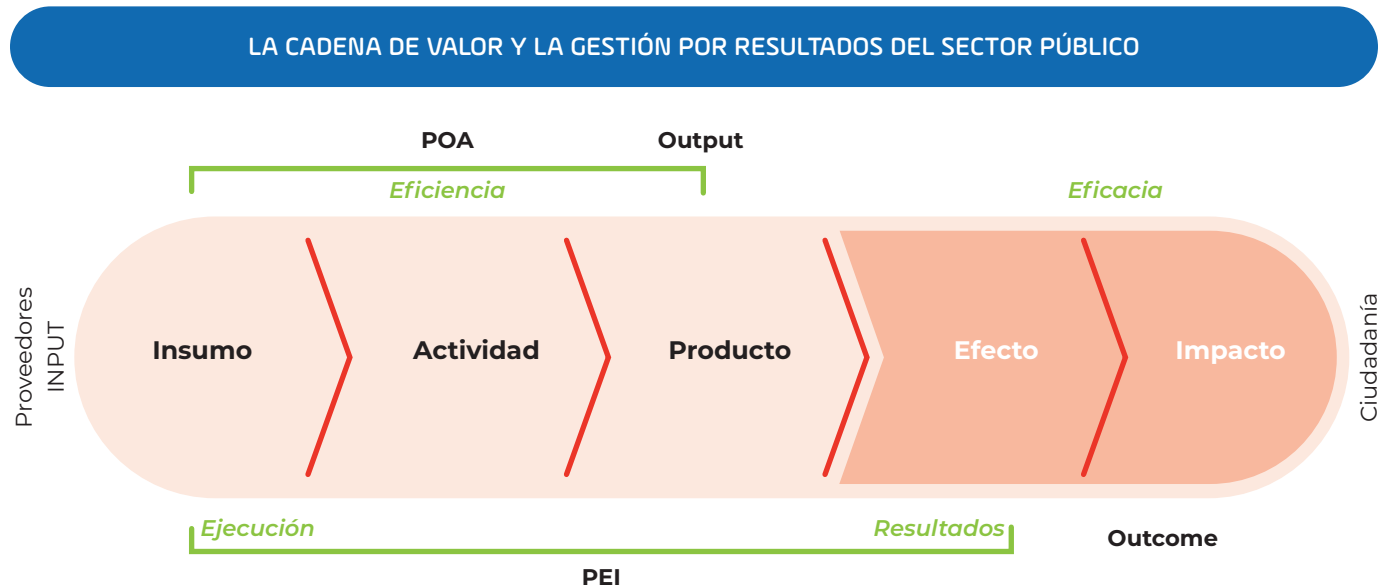 LA CADENA DE VALOR Y LA GESTIÓN POR RESULTADOS DEL SECTOR PÚBLICO
POA
Output
Eficiencia
Eficacia
Proveedores
INPUT
Insumo
Actividad
Producto
Efecto
Impacto
Ciudadanía
Ejecución
Resultados
Outcome
PEI